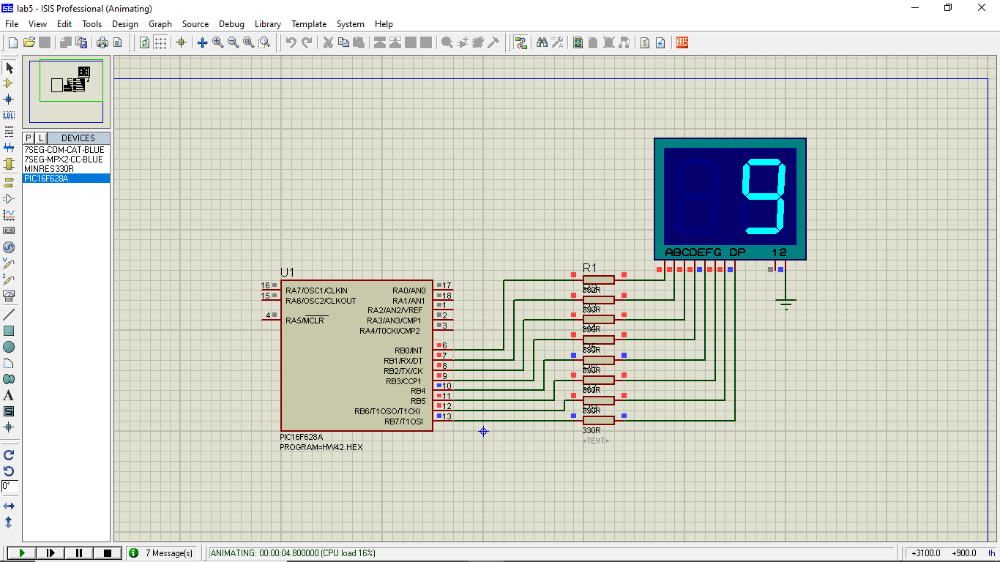 lab5 - ISIS Professional (Animating)
File View Edit Tools Design Graph Source Debug Library Template System Help
LBL
$
ARES
P L DEVICES
7SEG-COM-CAT-BLUE
7SEG-MPX2-CC-BLUE
MINRES330R
PIC16F628A
A
S
0°
9
ABCDEFG DP 12
R1
330R
330R
330R
330R
330R
330R
330R
330R
<TEXT>
U1
16 RA7/OSC1/CLKIN RA0/AN0 17
15 RA6/OSC2/CLKOUT RA1/AN1 18
RA2/AN2/VREF 1
4 RA5/MCLR RA3/AN3/CMP1 2
RA4/T0CKI/CMP2 3
RB0/INT 6
RB1/RX/DT 7
RB2/TX/CK 8
RB3/CCP1 9
RB4 10
RB5 11
RB6/T1OSO/T1CKI 12
RB7/T1OSI 13
PIC16F628A
PROGRAM=HW42.HEX
7 Message(s) ANIMATING: 00:00:04.800000 (CPU load 16%) +3100.0 +900.0 th